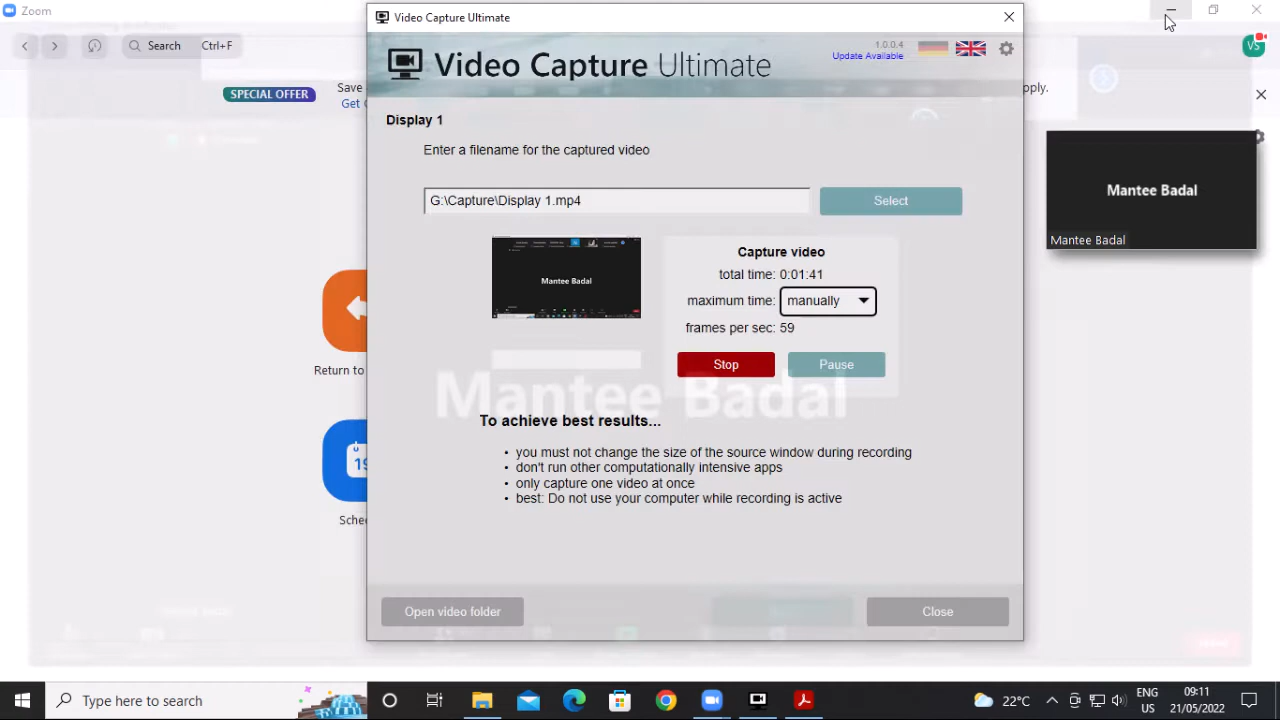 Zoom
Video Capture Ultimate
Search
Ctrl+F
SPECIAL OFFER
Save
Get
Video Capture Ultimate
1.0.0.4
Update Available
VS
pply.
Display 1
Enter a filename for the captured video
G:\Capture\Display 1.mp4
Select
Mantee Badal
Mantee Badal
Mantee Badal
Capture video
total time: 0:01:41
maximum time: manually
frames per sec: 59
Stop
Pause
Return to
Mantee Badal
To achieve best results...
• you must not change the size of the source window during recording
• don't run other computationally intensive apps
• only capture one video at once
• best: Do not use your computer while recording is active
19
Sche
Open video folder
Close
Type here to search
22°C
ENG
US
09:11
21/05/2022